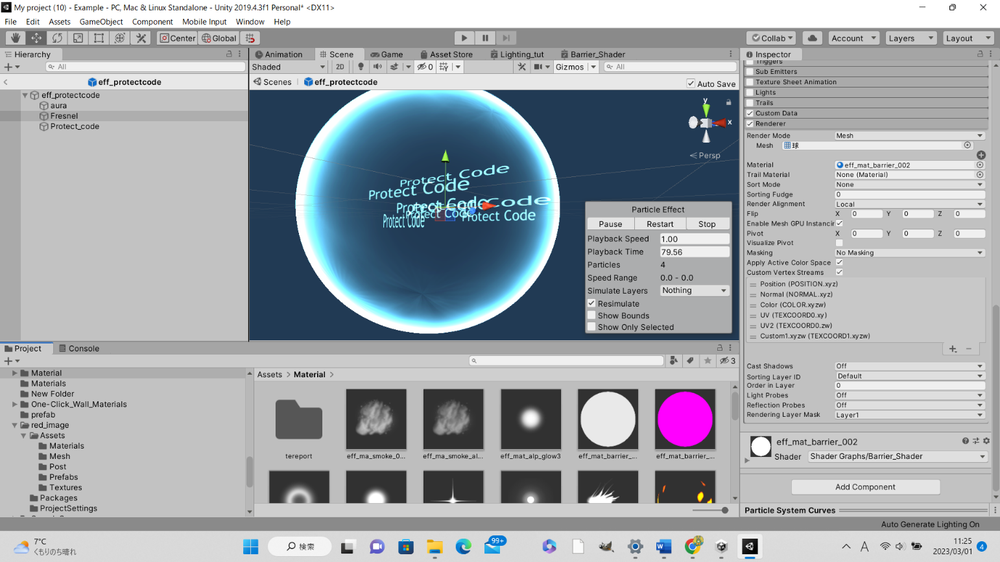 My project (10) - Example - PC, Mac & Linux Standalone - Unity 2019.4.3f1 Personal* <DX11>
File Edit Assets GameObject Component Mobile Input Window Help
Center Global Collab Account Layers Layout
Hierarchy
All
eff_protectcode
eff_protectcode
aura
Fresnel
Protect_code
Animation Scene Game Asset Store Lighting_tut Barrier_Shader
Shaded 2D 0 Gizmos All
Scenes eff_protectcode Auto Save
y
x
Persp
Protect Code
Protect Code
Protect Code
Code
Protect Code
Protect Code
Protect Code
Particle Effect
Pause Restart Stop
Playback Speed 1.00
Playback Time 79.56
Particles 4
Speed Range 0.0 - 0.0
Simulate Layers Nothing
Resimulate
Show Bounds
Show Only Selected
Inspector
Triggers
Sub Emitters
Texture Sheet Animation
Lights
Trails
Custom Data
Renderer
Render Mode Mesh
Mesh 球
Material eff_mat_barrier_002
Trail Material None (Material)
Sort Mode None
Sorting Fudge 0
Render Alignment Local
Flip X 0 Y 0 Z 0
Enable Mesh GPU Instancin
Pivot X 0 Y 0 Z 0
Visualize Pivot
Masking No Masking
Apply Active Color Space
Custom Vertex Streams
Position (POSITION.xyz)
Normal (NORMAL.xyz)
Color (COLOR.xyzw)
UV (TEXCOORD0.xy)
UV2 (TEXCOORD0.zw)
Custom1.xyzw (TEXCOORD1.xyzw)
Cast Shadows Off
Sorting Layer ID Default
Order in Layer 0
Light Probes Off
Reflection Probes Off
Rendering Layer Mask Layer1
eff_mat_barrier_002
Shader Shader Graphs/Barrier_Shader
Add Component
Particle System Curves
Project Console
3
Material
Materials
New Folder
One-Click_Wall_Materials
prefab
red_image
Assets
Materials
Mesh
Post
Prefabs
Textures
Packages
ProjectSettings
Assets > Material >
tereport eff_ma_smoke_0... eff_ma_smoke_al... eff_mat_alp_glow3 eff_mat_barrier_... eff_mat_barrier_...
Auto Generate Lighting On
7°C
くもりのち晴れ
検索
99+
A
11:25
2023/03/01
4